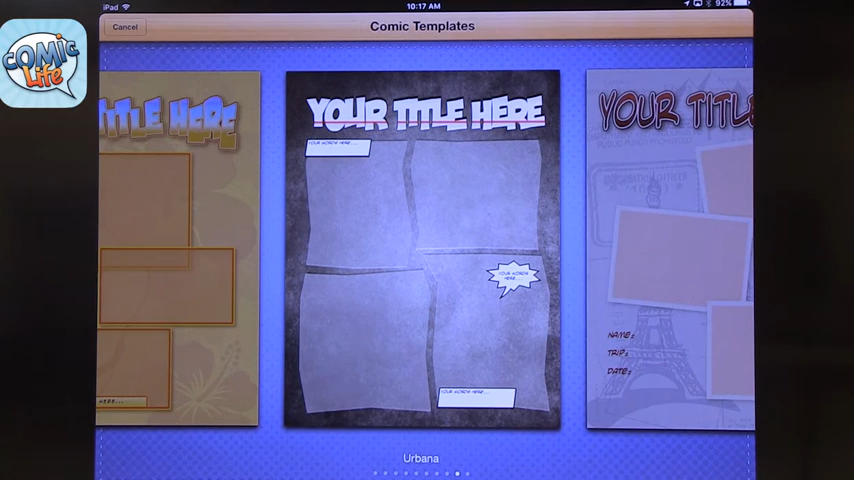 iPad
10:17 AM
92%
Cancel
Comic Templates
COMIC
Life
TITLE HERE
HERE...
YOUR TITLE HERE
YOUR WORDS HERE...
YOUR WORDS
HERE...
YOUR WORDS HERE...
YOUR TITLE
NAME:
TRIP:
DATE:
Urbana